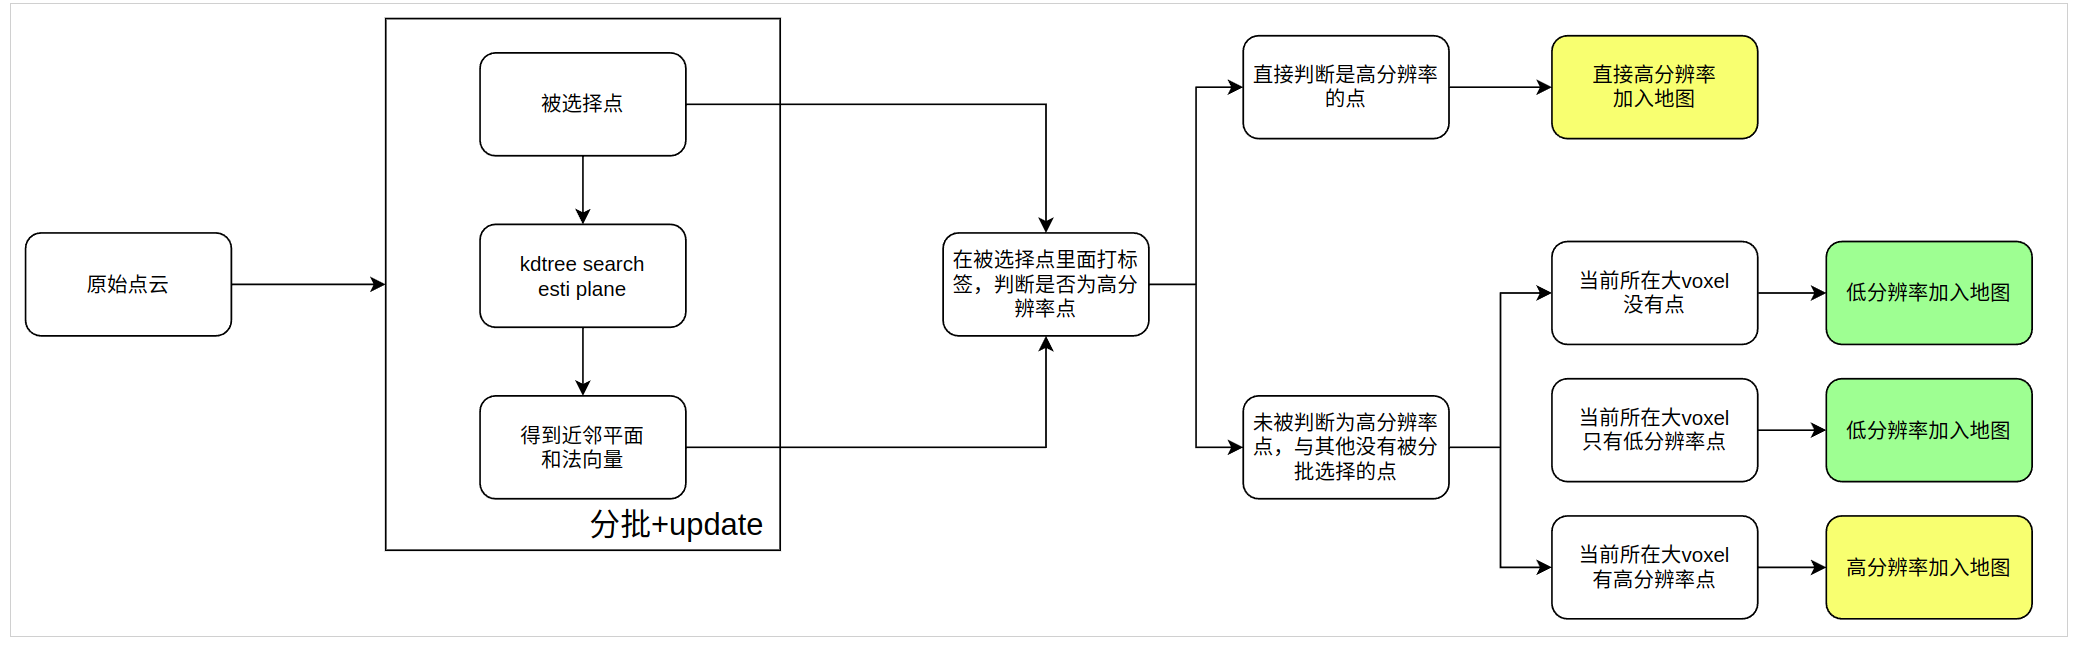 原始点云
被选择点
kdtree search
esti plane
得到近邻平面
和法向量
分批+update
在被选择点里面打标
签，判断是否为高分
辨率点
直接判断是高分辨率
的点
直接高分辨率
加入地图
未被判断为高分辨率
点，与其他没有被分
批选择的点
当前所在大voxel
没有点
低分辨率加入地图
当前所在大voxel
只有低分辨率点
低分辨率加入地图
当前所在大voxel
有高分辨率点
高分辨率加入地图